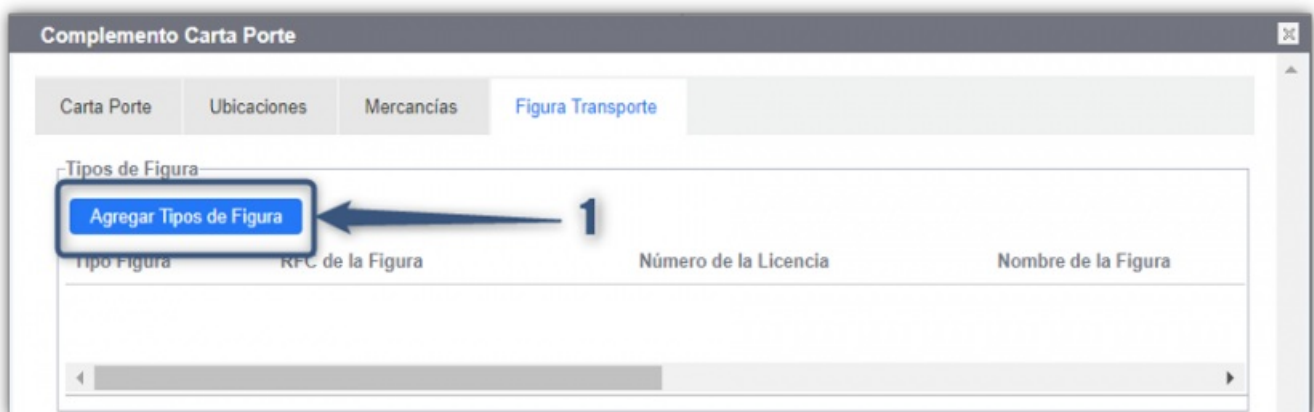 Complemento Carta Porte
Carta Porte Ubicaciones Mercancías Figura Transporte
Tipos de Figura
Agregar Tipos de Figura 1
Tipo Figura RFC de la Figura Número de la Licencia Nombre de la Figura